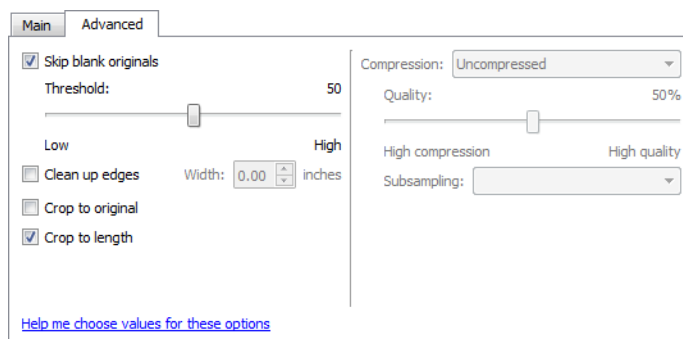 Main Advanced
Skip blank originals
Threshold: 50
Low High
Clean up edges Width: 0.00 inches
Crop to original
Crop to length
Help me choose values for these options
Compression: Uncompressed
Quality: 50%
High compression High quality
Subsampling: